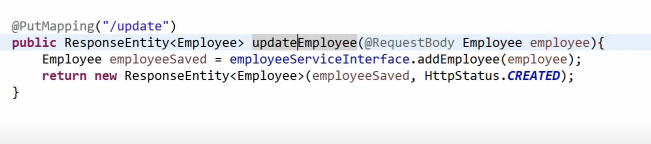 @PutMapping("/update")
public ResponseEntity<Employee> updateEmployee(@RequestBody Employee employee){
Employee employeeSaved = employeeServiceInterface.addEmployee(employee);
return new ResponseEntity<Employee>(employeeSaved, HttpStatus.CREATED);
}